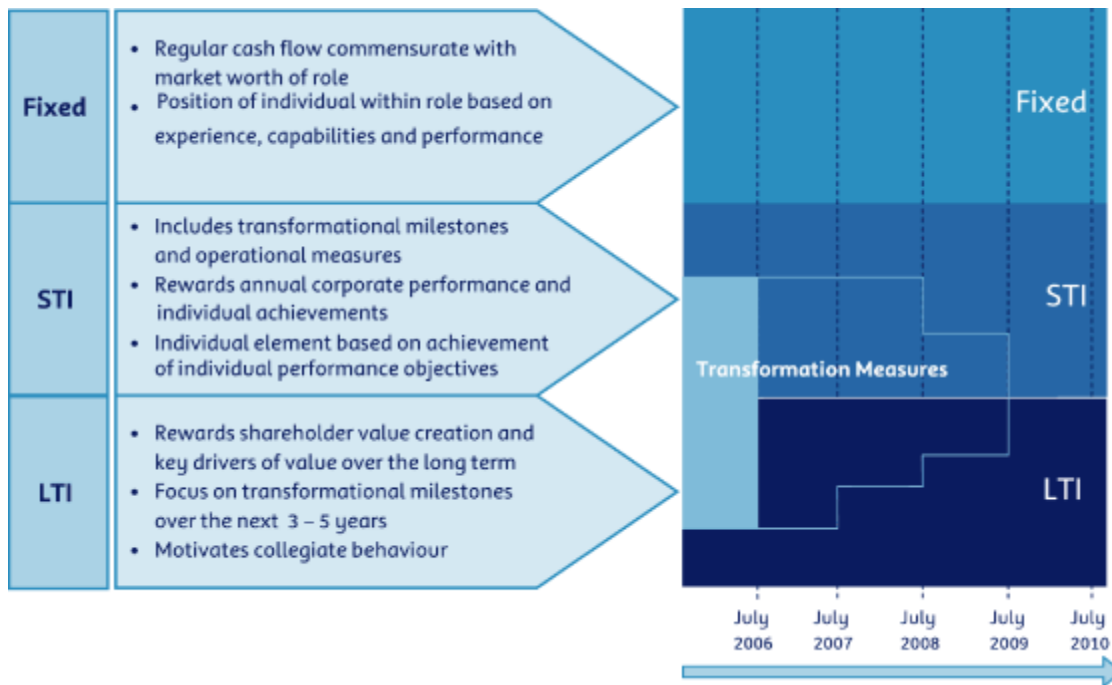 Fixed
• Regular cash flow commensurate with
market worth of role
• Position of individual within role based on
experience, capabilities and performance
STI
• Includes transformational milestones
and operational measures
• Rewards annual corporate performance and
individual achievements
• Individual element based on achievement
of individual performance objectives
LTI
• Rewards shareholder value creation and
key drivers of value over the long term
• Focus on transformational milestones
over the next 3 – 5 years
• Motivates collegiate behaviour
Fixed
STI
Transformation Measures
LTI
July July July July July
2006 2007 2008 2009 2010